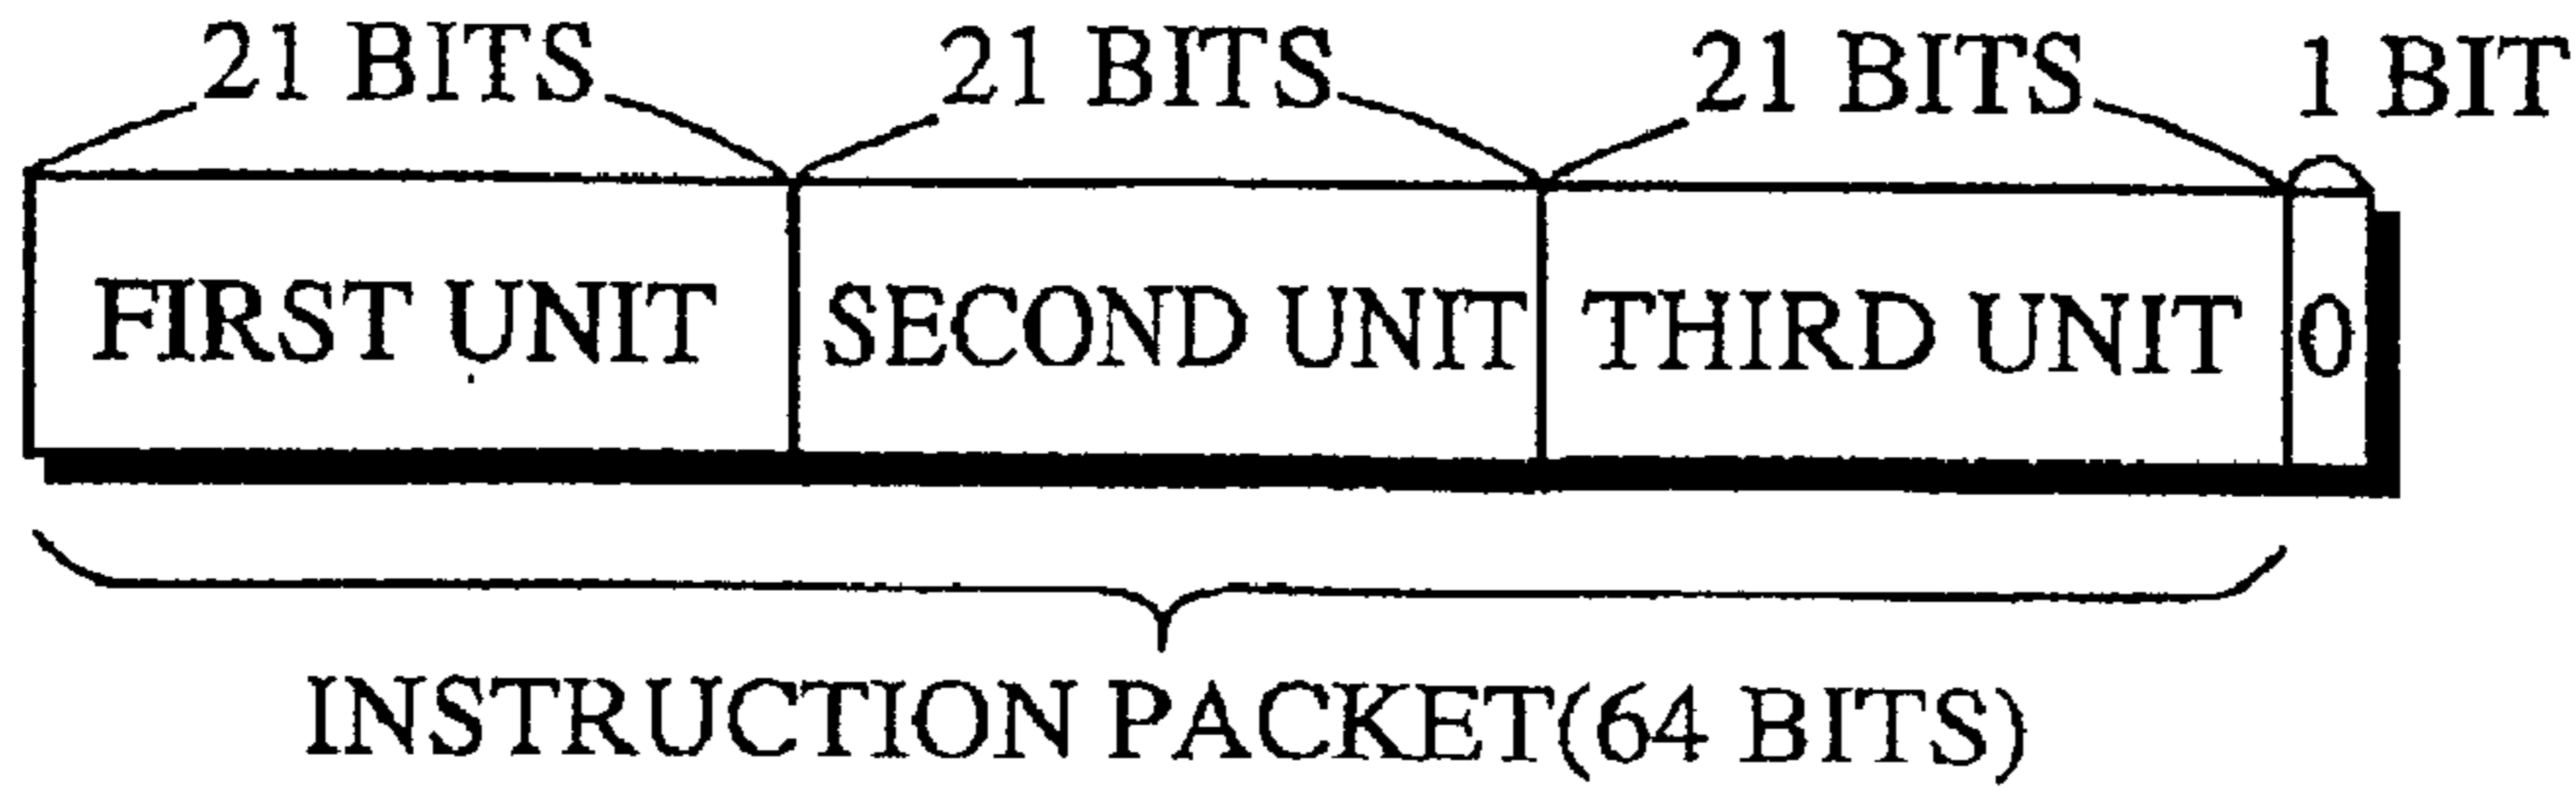 21 BITS 21 BITS 21 BITS 1 BIT
FIRST UNIT SECOND UNIT THIRD UNIT 0
INSTRUCTION PACKET(64 BITS)